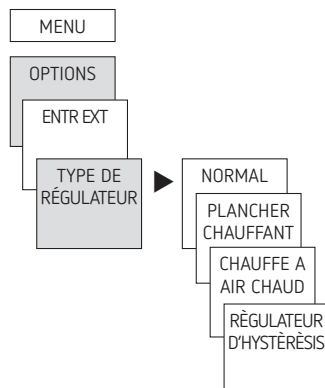 MENU
OPTIONS
ENTR EXT
TYPE DE
RÉGULATEUR
NORMAL
PLANCHER
CHAUFFANT
CHAUFFE A
AIR CHAUD
RÈGULATEUR
D'HYSTÈRÈSIS